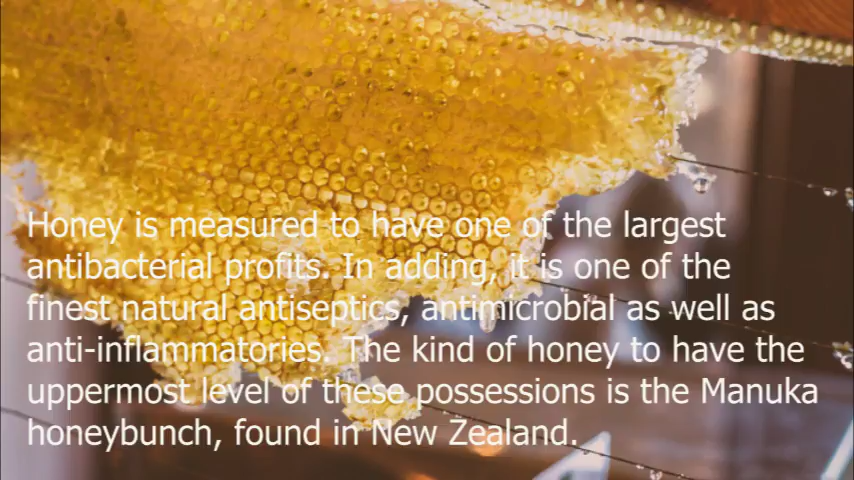 Honey is measured to have one of the largest
antibacterial profits. In adding, it is one of the
finest natural antiseptics, antimicrobial as well as
anti-inflammatories. The kind of honey to have the
uppermost level of these possessions is the Manuka
honeybunch, found in New Zealand.